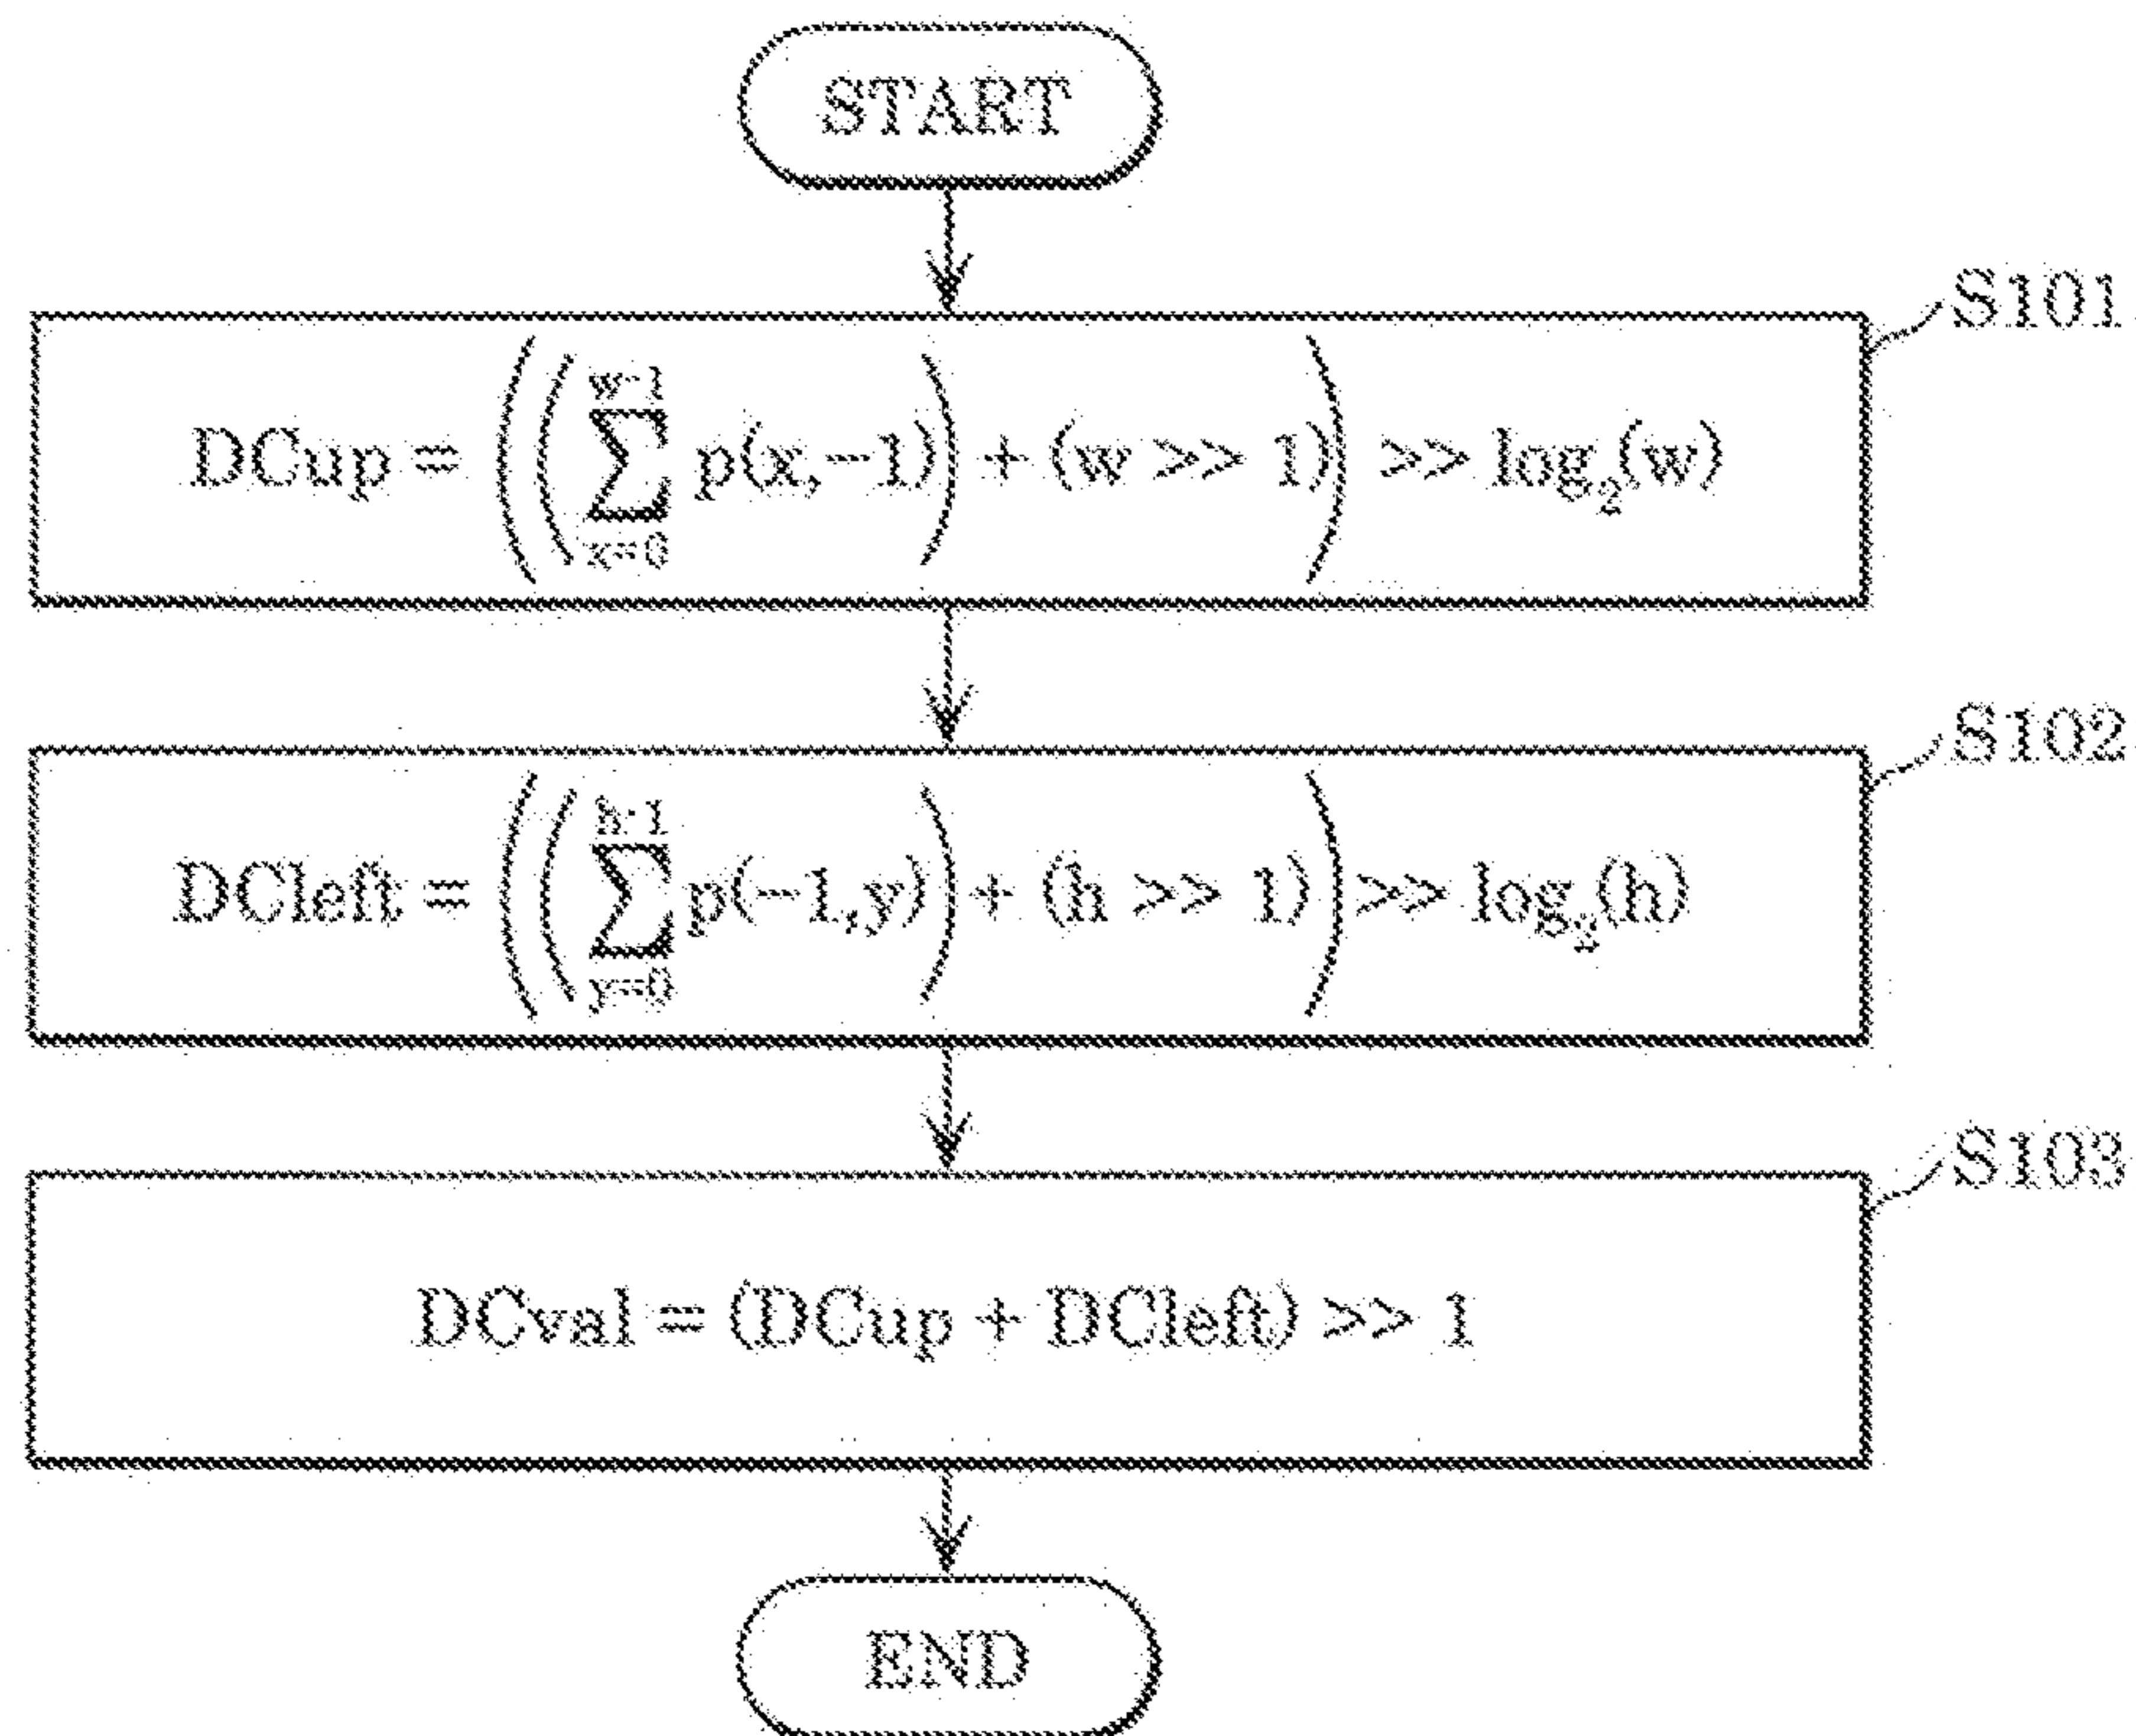 START
S101
DCup = ((∑_{x=0}^{w-1} p(x,-1)) + (w >> 1)) >> log₂(w)
S102
DCleft = ((∑_{y=0}^{h-1} p(-1,y)) + (h >> 1)) >> log₂(h)
S103
DCval = (DCup + DCleft) >> 1
END